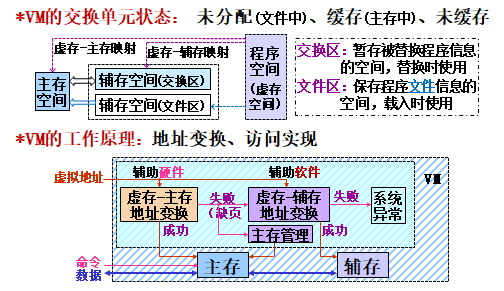 *VM的交换单元状态： 未分配(文件中)、缓存(主存中)、未缓存
虚存-主存映射
虚存-辅存映射
主存
空间
辅存空间(交换区)
辅存空间(文件区)
程序
空间
(虚存
空间)
交换区：暂存被替换程序信息
的空间，替换时使用
文件区：保存程序文件信息的
空间，载入时使用
*VM的工作原理：地址变换、访问实现
虚拟地址
辅助硬件
辅助软件
VM
虚存-主存
地址变换
失败
(缺页
虚存-辅存
地址变换
失败
系统
异常
成功
主存管理
成功
命令
数据
主存
辅存